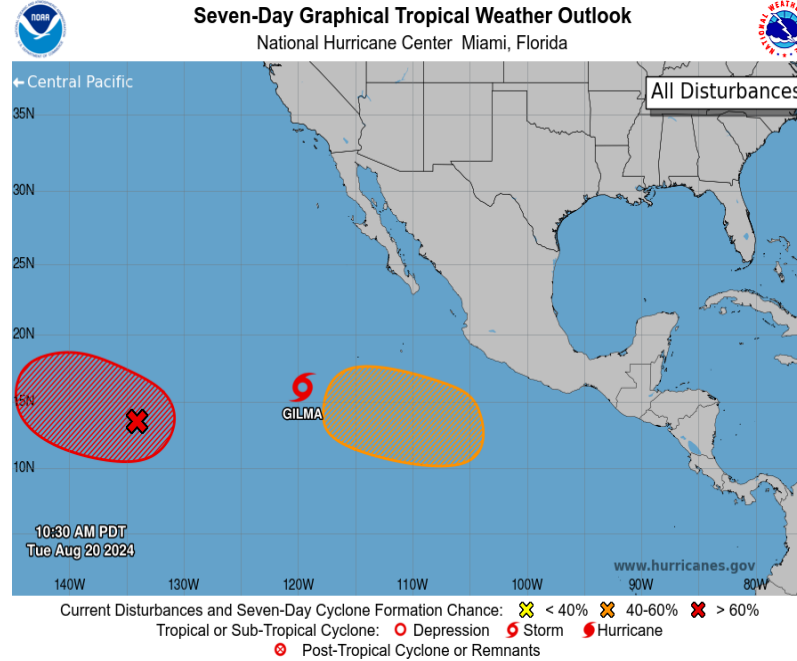 Seven-Day Graphical Tropical Weather Outlook
National Hurricane Center Miami, Florida
NOAA
← Central Pacific
All Disturbances
35N
30N
25N
20N
15N
10N
GILMA
10:30 AM PDT
Tue Aug 20 2024
www.hurricanes.gov
140W 130W 120W 110W 100W 90W 80W
Current Disturbances and Seven-Day Cyclone Formation Chance: < 40% 40-60% > 60%
Tropical or Sub-Tropical Cyclone: Depression Storm Hurricane
Post-Tropical Cyclone or Remnants